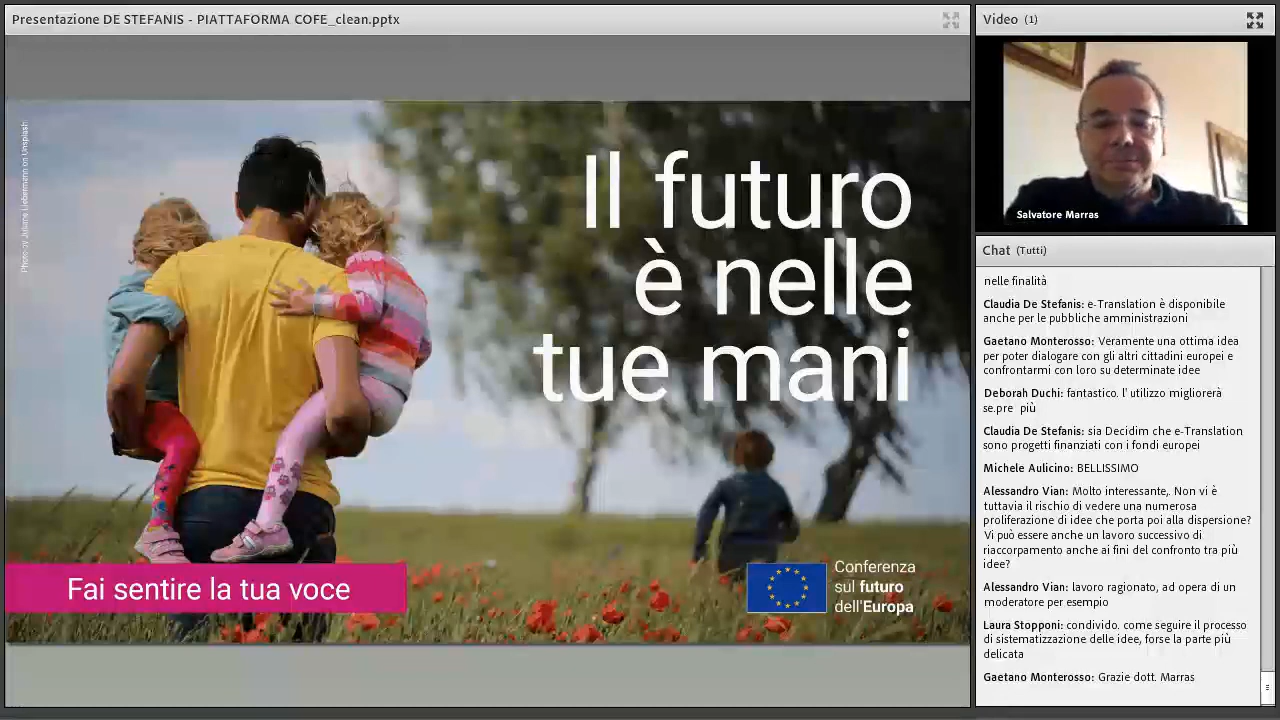 Presentazione DE STEFANIS - PIATTAFORMA COFE_clean.pptx
Photo by Juliane Liebermann on Unsplash
Il futuro
è nelle
tue mani
Fai sentire la tua voce
Conferenza
sul futuro
dell'Europa
Video (1)
Salvatore Marras
Chat (Tutti)
nelle finalità
Claudia De Stefanis: e-Translation è disponibile
anche per le pubbliche amministrazioni
Gaetano Monterosso: Veramente una ottima idea
per poter dialogare con gli altri cittadini europei e
confrontarmi con loro su determinate idee
Deborah Duchi: fantastico. l' utilizzo migliorerà
se.pre più
Claudia De Stefanis: sia Decidim che e-Translation
sono progetti finanziati con i fondi europei
Michele Aulicino: BELLISSIMO
Alessandro Vian: Molto interessante,. Non vi è
tuttavia il rischio di vedere una numerosa
proliferazione di idee che porta poi alla dispersione?
Vi può essere anche un lavoro successivo di
riaccorpamento anche ai fini del confronto tra più
idee?
Alessandro Vian: lavoro ragionato, ad opera di un
moderatore per esempio
Laura Stopponi: condivido. come seguire il processo
di sistematizzazione delle idee, forse la parte più
delicata
Gaetano Monterosso: Grazie dott. Marras